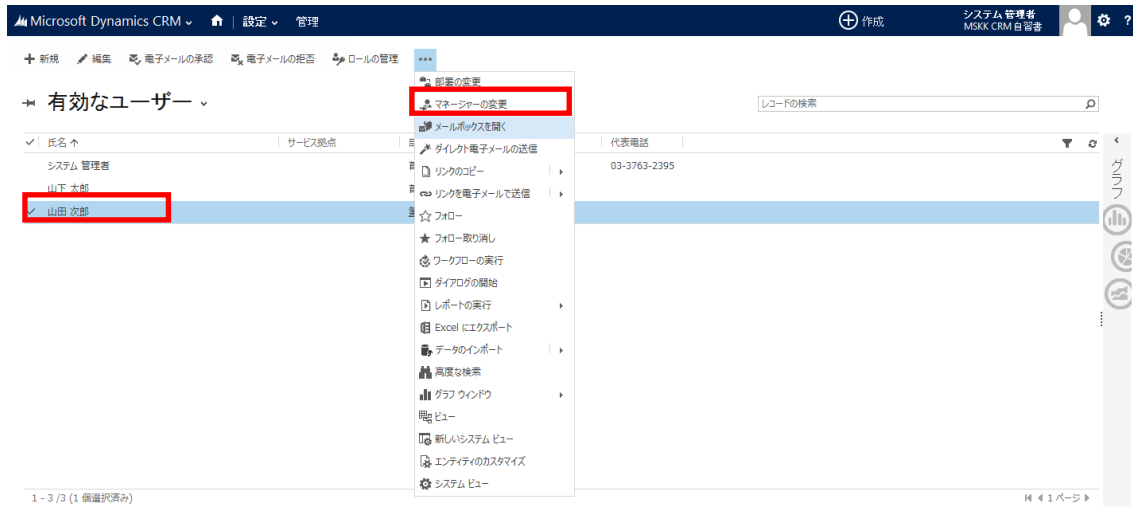 Microsoft Dynamics CRM 設定 管理 作成 システム 管理者
MSKK CRM 自習書 ?
新規 編集 電子メールの承認 電子メールの拒否 ロールの管理 •••
有効なユーザー
レコードの検索
氏名 サービス拠点 代表電話
システム 管理者 03-3763-2395
山下 太郎
山田 次郎
部署の変更
マネージャーの変更
メールボックスを開く
ダイレクト電子メールの送信
リンクのコピー
リンクを電子メールで送信
フォロー
フォロー取り消し
ワークフローの実行
ダイアログの開始
レポートの実行
Excel にエクスポート
データのインポート
高度な検索
グラフ ウィンドウ
ビュー
新しいシステム ビュー
エンティティのカスタマイズ
システム ビュー
グラフ
1 - 3 /3 (1 個選択済み) 1 ページ